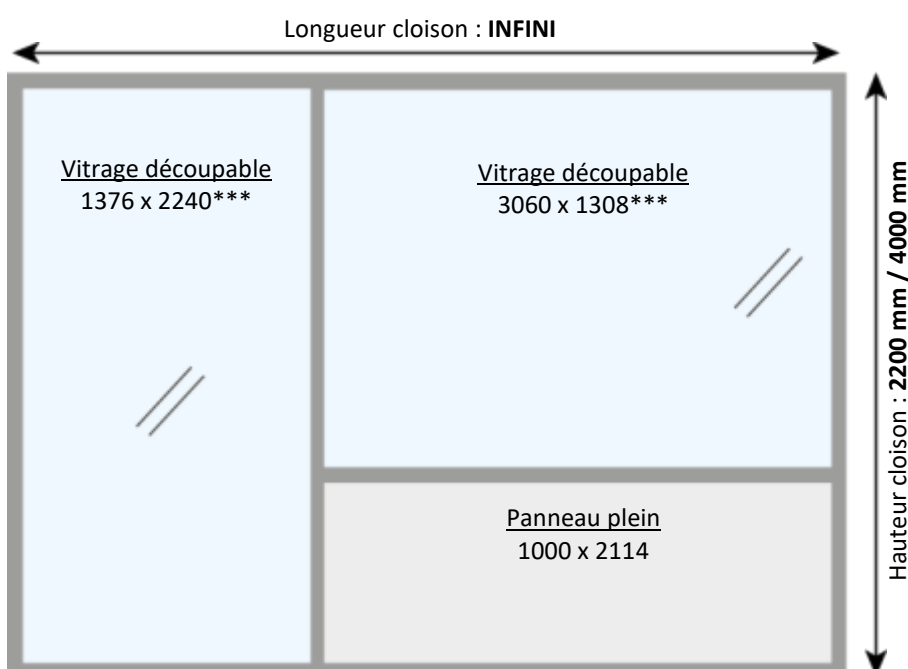 Longueur cloison : INFINI
Vitrage découpable
1376 x 2240***
Vitrage découpable
3060 x 1308***
Panneau plein
1000 x 2114
Hauteur cloison : 2200 mm / 4000 mm